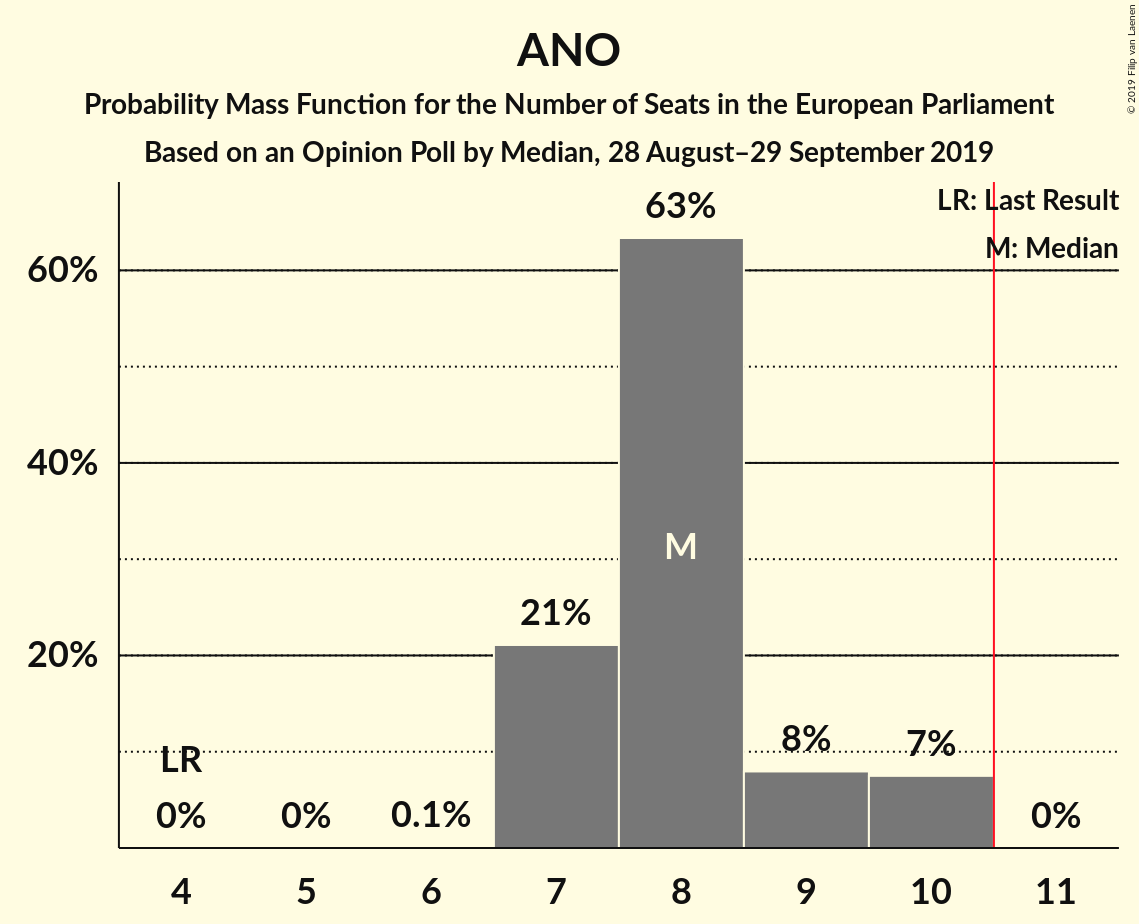 ANO
Probability Mass Function for the Number of Seats in the European Parliament
Based on an Opinion Poll by Median, 28 August–29 September 2019
© 2019 Filip van Laenen
LR: Last Result
M: Median
63%
60%
40%
20%
M
21%
LR
8%
7%
0%
0%
0.1%
0%
4
5
6
7
8
9
10
11